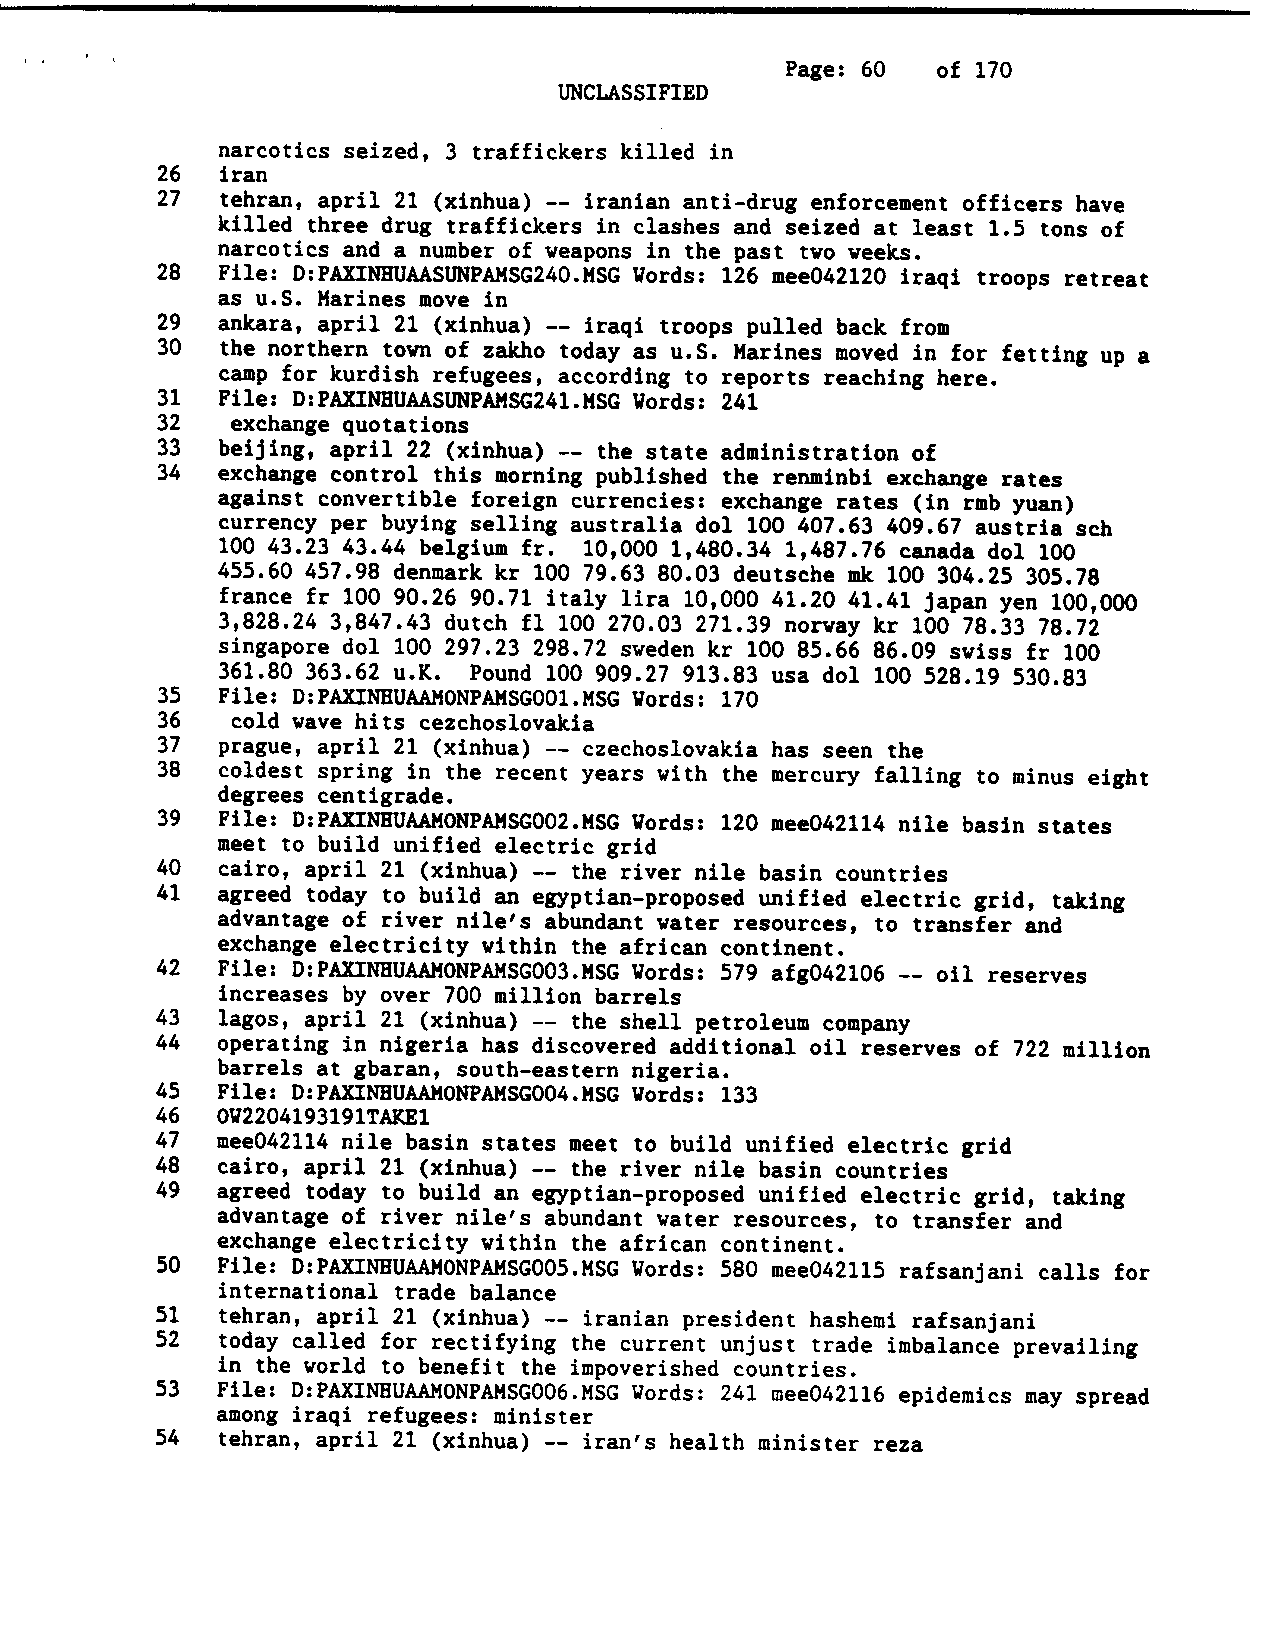 Page: 60 of 170
UNCLASSIFIED
narcotics seized, 3 traffickers killed in
26 iran
27 tehran, april 21 (xinhua) -- iranian anti-drug enforcement officers have
killed three drug traffickers in clashes and seized at least 1.5 tons of
narcotics and a number of weapons in the past two weeks.
28 File: D:PAXINHUAASUNPAMSG240.MSG Words: 126 mee042120 iraqi troops retreat
as u.S. Marines move in
29 ankara, april 21 (xinhua) -- iraqi troops pulled back from
30 the northern town of zakho today as u.S. Marines moved in for fetting up a
camp for kurdish refugees, according to reports reaching here.
31 File: D:PAXINHUAASUNPAMSG241.MSG Words: 241
32 exchange quotations
33 beijing, april 22 (xinhua) -- the state administration of
34 exchange control this morning published the renminbi exchange rates
against convertible foreign currencies: exchange rates (in rmb yuan)
currency per buying selling australia dol 100 407.63 409.67 austria sch
100 43.23 43.44 belgium fr. 10,000 1,480.34 1,487.76 canada dol 100
455.60 457.98 denmark kr 100 79.63 80.03 deutsche mk 100 304.25 305.78
france fr 100 90.26 90.71 italy lira 10,000 41.20 41.41 japan yen 100,000
3,828.24 3,847.43 dutch fl 100 270.03 271.39 norway kr 100 78.33 78.72
singapore dol 100 297.23 298.72 sweden kr 100 85.66 86.09 swiss fr 100
361.80 363.62 u.K. Pound 100 909.27 913.83 usa dol 100 528.19 530.83
35 File: D:PAXINHUAAMONPAMSG001.MSG Words: 170
36 cold wave hits cezchoslovakia
37 prague, april 21 (xinhua) -- czechoslovakia has seen the
38 coldest spring in the recent years with the mercury falling to minus eight
degrees centigrade.
39 File: D:PAXINHUAAMONPAMSG002.MSG Words: 120 mee042114 nile basin states
meet to build unified electric grid
40 cairo, april 21 (xinhua) -- the river nile basin countries
41 agreed today to build an egyptian-proposed unified electric grid, taking
advantage of river nile's abundant water resources, to transfer and
exchange electricity within the african continent.
42 File: D:PAXINHUAAMONPAMSG003.MSG Words: 579 afg042106 -- oil reserves
increases by over 700 million barrels
43 lagos, april 21 (xinhua) -- the shell petroleum company
44 operating in nigeria has discovered additional oil reserves of 722 million
barrels at gbaran, south-eastern nigeria.
45 File: D:PAXINHUAAMONPAMSG004.MSG Words: 133
46 OW2204193191TAKE1
47 mee042114 nile basin states meet to build unified electric grid
48 cairo, april 21 (xinhua) -- the river nile basin countries
49 agreed today to build an egyptian-proposed unified electric grid, taking
advantage of river nile's abundant water resources, to transfer and
exchange electricity within the african continent.
50 File: D:PAXINHUAAMONPAMSG005.MSG Words: 580 mee042115 rafsanjani calls for
international trade balance
51 tehran, april 21 (xinhua) -- iranian president hashemi rafsanjani
52 today called for rectifying the current unjust trade imbalance prevailing
in the world to benefit the impoverished countries.
53 File: D:PAXINHUAAMONPAMSG006.MSG Words: 241 mee042116 epidemics may spread
among iraqi refugees: minister
54 tehran, april 21 (xinhua) -- iran's health minister reza